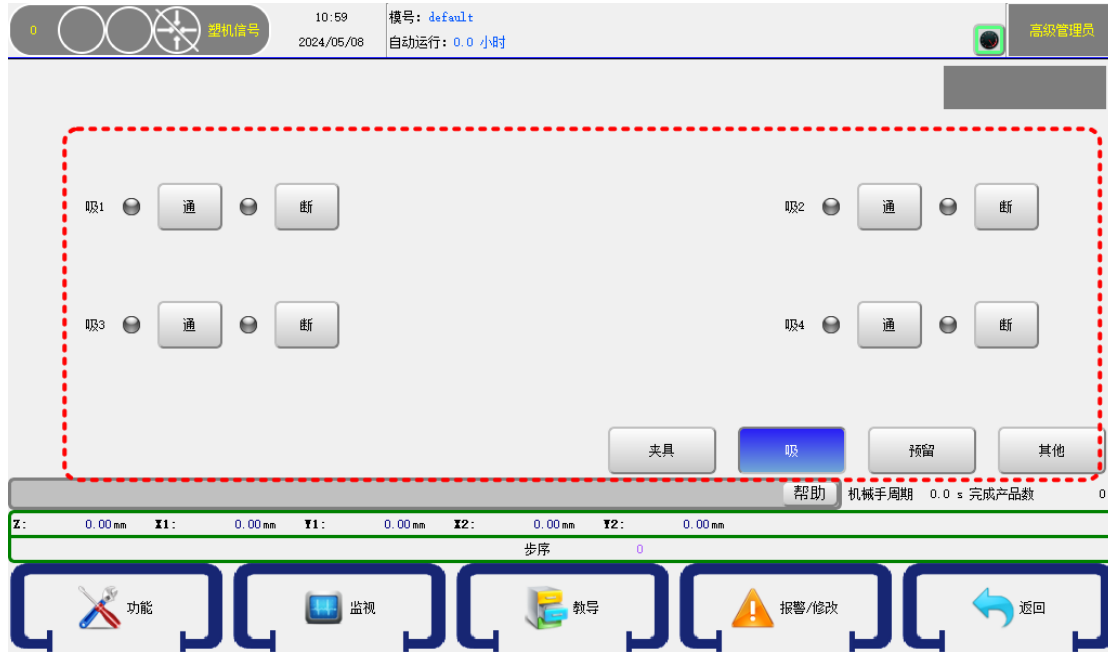 0 塑机信号 10:59 模号: default 高级管理员
2024/05/08 自动运行: 0.0 小时
吸1 通 断 吸2 通 断
吸3 通 断 吸4 通 断
夹具 吸 预留 其他
帮助 机械手周期 0.0 s 完成产品数 0
Z: 0.00mm X1: 0.00mm Y1: 0.00mm X2: 0.00mm Y2: 0.00mm
步序 0
功能 监视 教导 报警/修改 返回